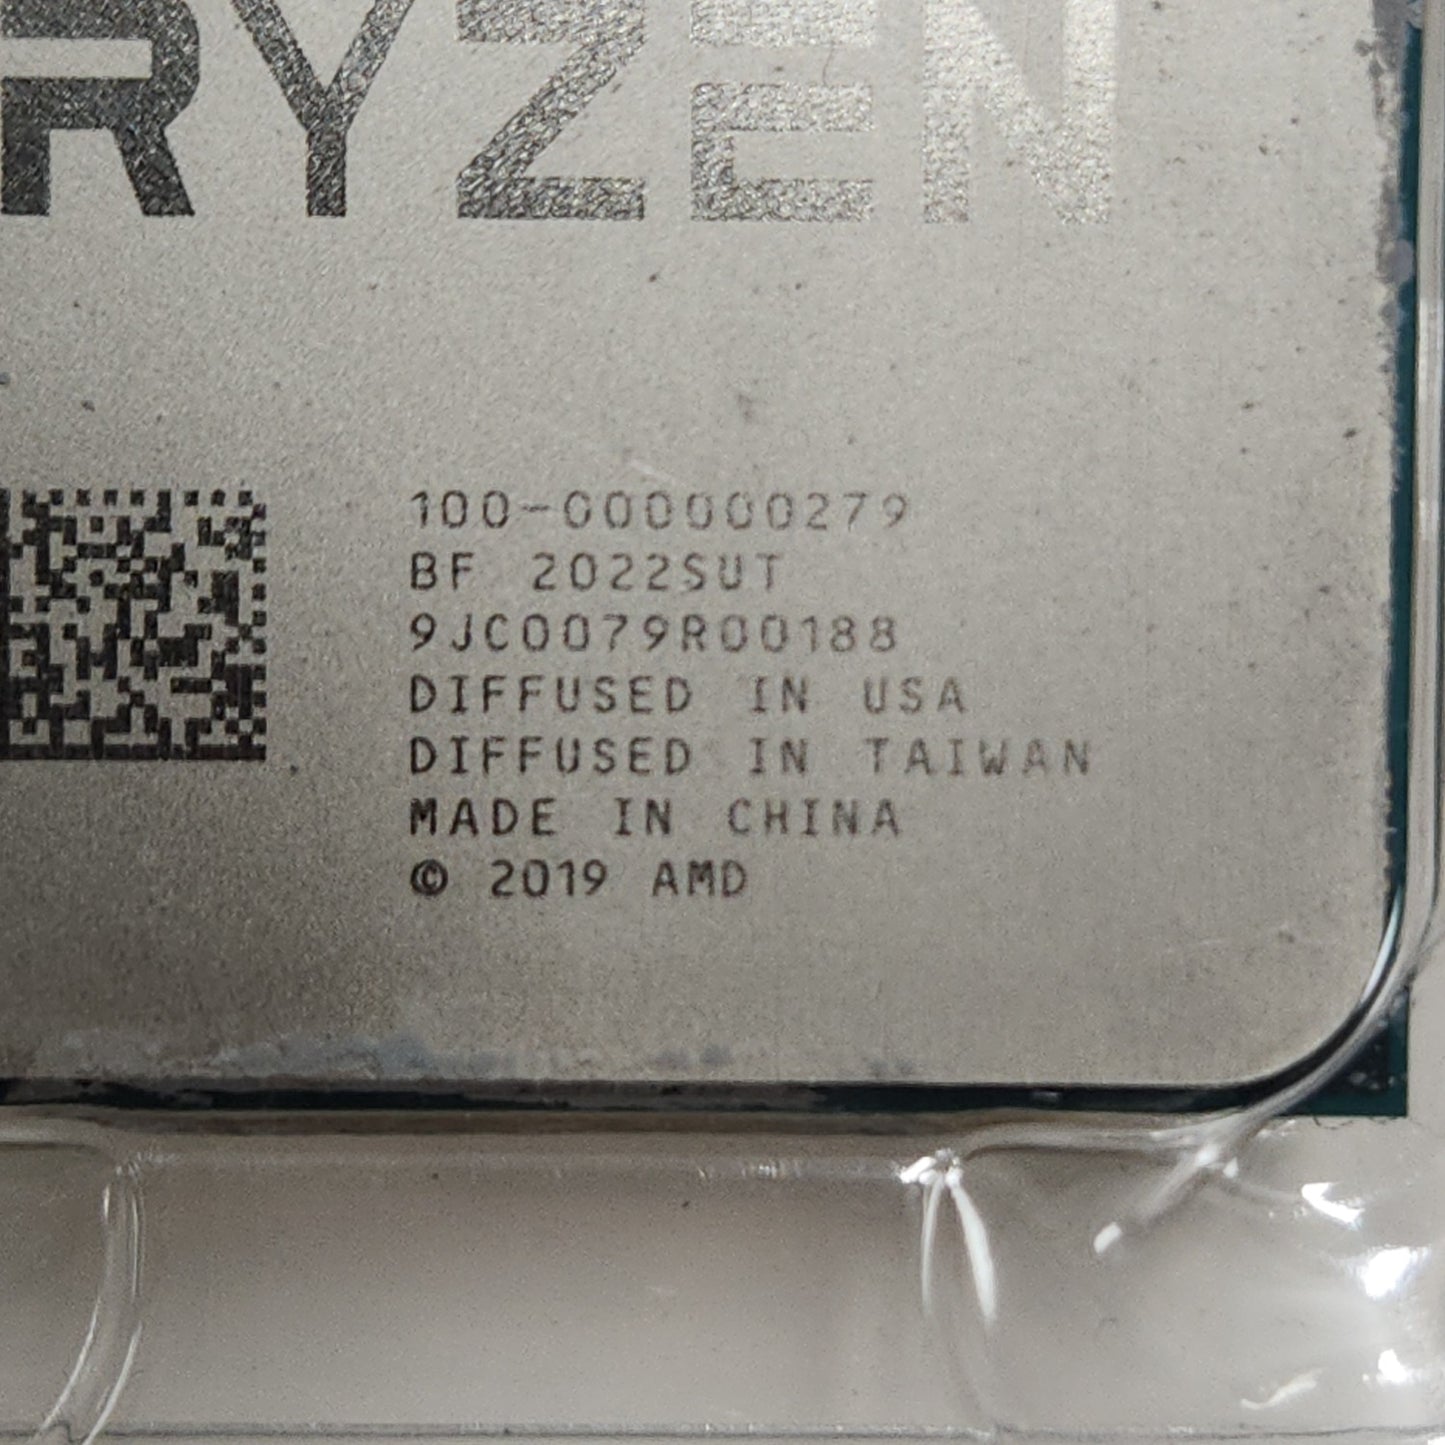 RYZEN
100-000000279
BF 2022SUT
9JC0079R00188
DIFFUSED IN USA
DIFFUSED IN TAIWAN
MADE IN CHINA
© 2019 AMD